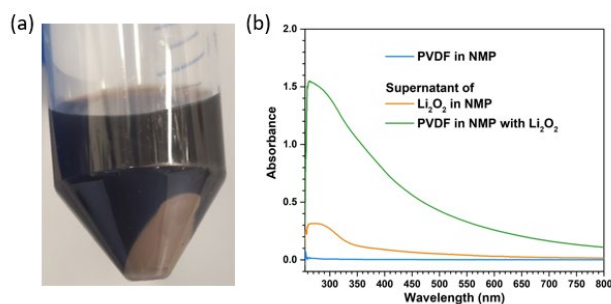 (a)
(b)
2.0
1.5
1.0
0.5
0.0
Absorbance
PVDF in NMP
Supernatant of
Li₂O₂ in NMP
PVDF in NMP with Li₂O₂
300 350 400 450 500 550 600 650 700 750 800
Wavelength (nm)